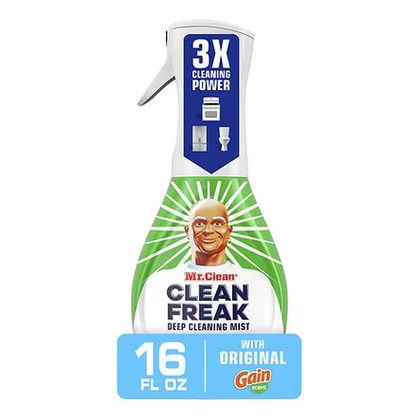 3X
CLEANING
POWER
Mr.Clean®
CLEAN
FREAK
DEEP CLEANING MIST
16
FL OZ
WITH
ORIGINAL
Gain
scent